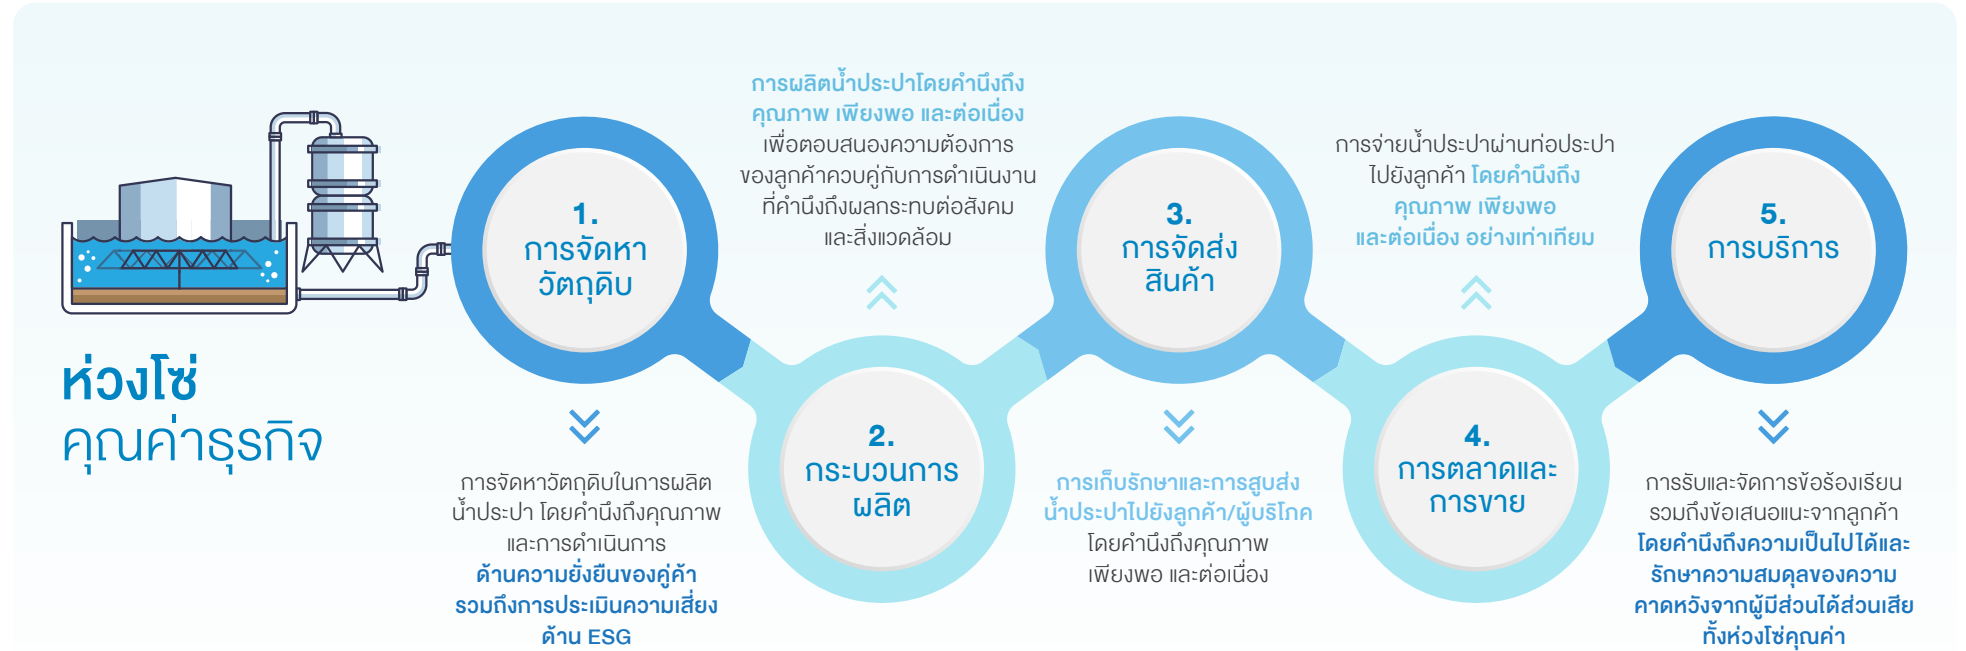 ห่วงโซ่
คุณค่าธุรกิจ
1.
การจัดหา
วัตถุดิบ
การจัดหาวัตถุดิบในการผลิต
น้ำประปา โดยคำนึงถึงคุณภาพ
และการดำเนินการ
ด้านความยั่งยืนของคู่ค้า
รวมถึงการประเมินความเสี่ยง
ด้าน ESG
การผลิตน้ำประปาโดยคำนึงถึง
คุณภาพ เพียงพอ และต่อเนื่อง
เพื่อตอบสนองความต้องการ
ของลูกค้าควบคู่กับการดำเนินงาน
ที่คำนึงถึงผลกระทบต่อสังคม
และสิ่งแวดล้อม
2.
กระบวนการ
ผลิต
3.
การจัดส่ง
สินค้า
การเก็บรักษาและการสูบส่ง
น้ำประปาไปยังลูกค้า/ผู้บริโภค
โดยคำนึงถึงคุณภาพ
เพียงพอ และต่อเนื่อง
การจ่ายน้ำประปาผ่านท่อประปา
ไปยังลูกค้า โดยคำนึงถึง
คุณภาพ เพียงพอ
และต่อเนื่อง อย่างเท่าเทียม
4.
การตลาดและ
การขาย
5.
การบริการ
การรับและจัดการข้อร้องเรียน
รวมถึงข้อเสนอแนะจากลูกค้า
โดยคำนึงถึงความเป็นไปได้และ
รักษาความสมดุลของความ
คาดหวังจากผู้มีส่วนได้ส่วนเสีย
ทั้งห่วงโซ่คุณค่า